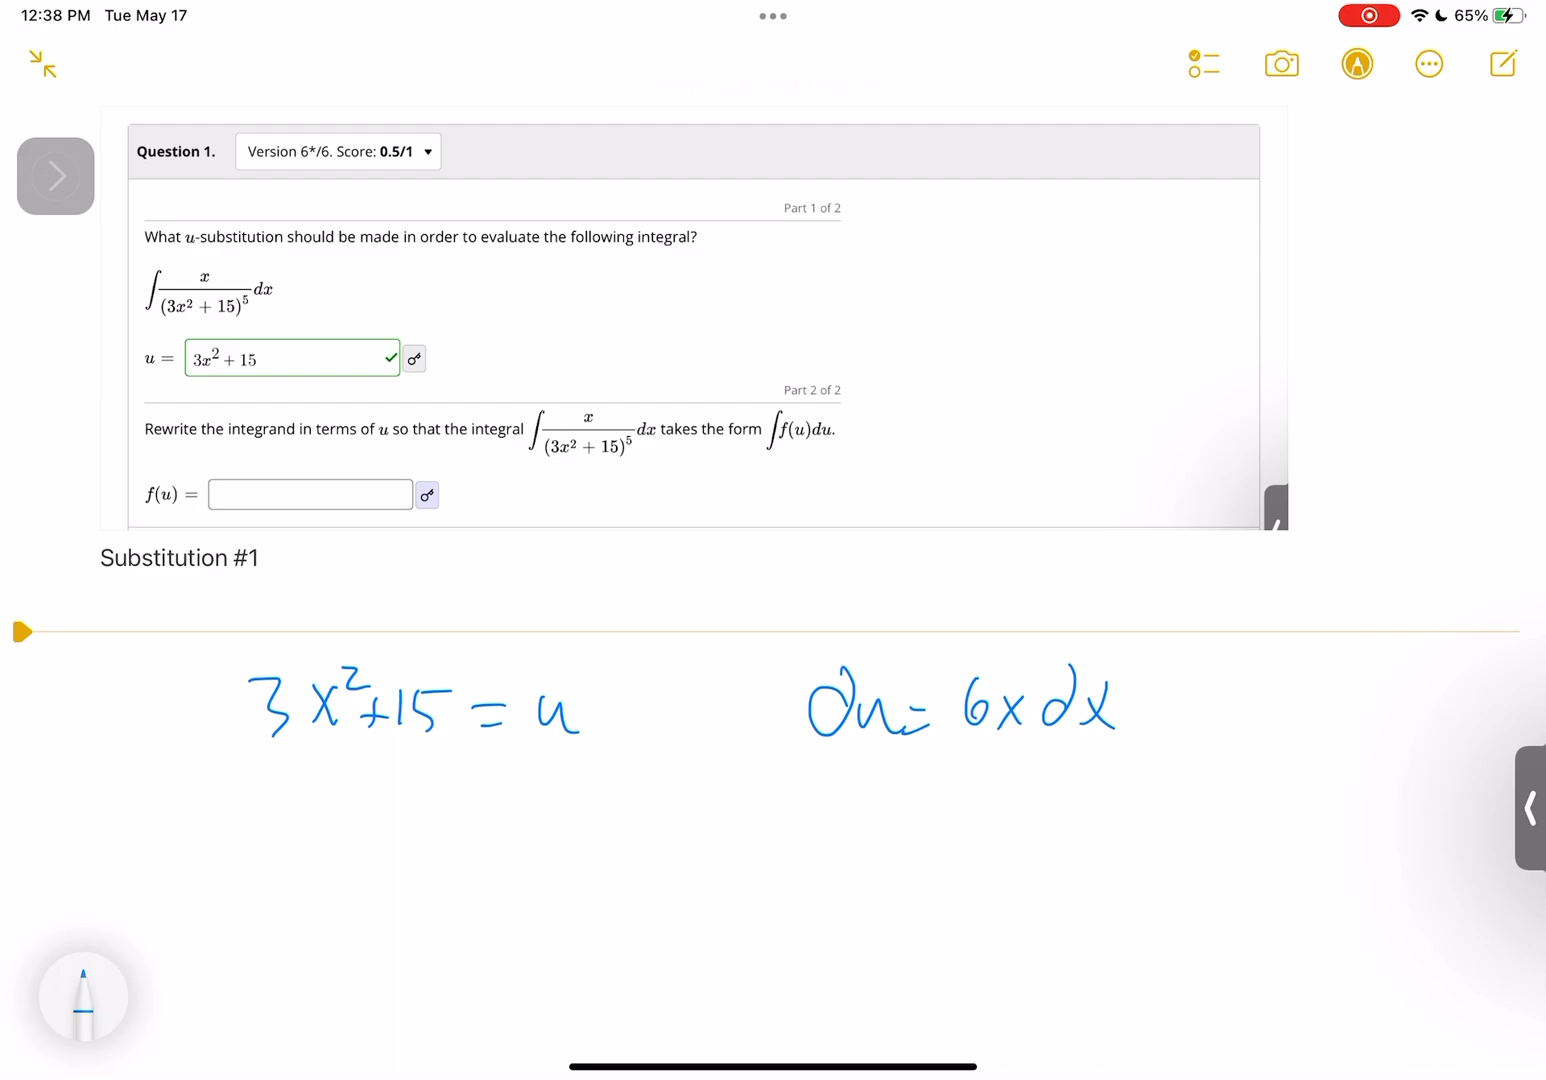 12:38 PM Tue May 17
65%
Question 1. Version 6*/6. Score: 0.5/1
Part 1 of 2
What u-substitution should be made in order to evaluate the following integral?
∫ x/(3x² + 15)⁵ dx
u = 3x² + 15
Part 2 of 2
Rewrite the integrand in terms of u so that the integral ∫ x/(3x² + 15)⁵ dx takes the form ∫ f(u)du.
f(u) =
Substitution #1
3x²+15 = u du = 6x dx